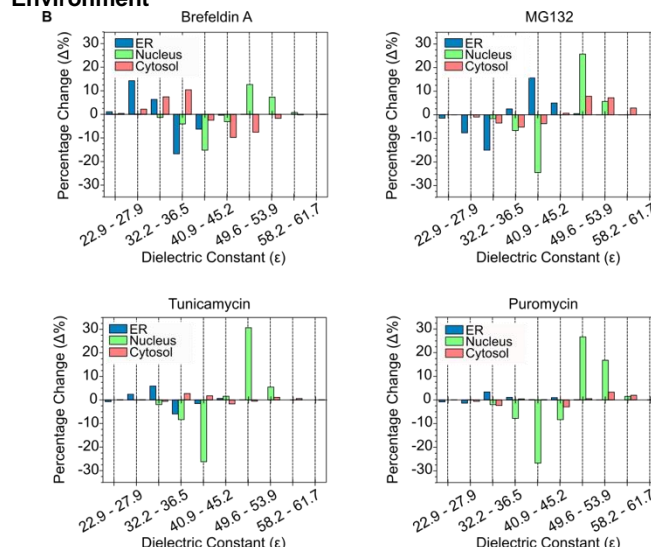 Environment
B
Brefeldin A
Percentage Change (Δ%)
30
20
10
0
-10
-20
-30
ER
Nucleus
Cytosol
22.9 - 27.9
32.2 - 36.5
40.9 - 45.2
49.6 - 53.9
58.2 - 61.7
Dielectric Constant (ε)
MG132
Percentage Change (Δ%)
30
20
10
0
-10
-20
-30
ER
Nucleus
Cytosol
22.9 - 27.9
32.2 - 36.5
40.9 - 45.2
49.6 - 53.9
58.2 - 61.7
Dielectric Constant (ε)
Tunicamycin
Percentage Change (Δ%)
30
20
10
0
-10
-20
-30
ER
Nucleus
Cytosol
22.9 - 27.9
32.2 - 36.5
40.9 - 45.2
49.6 - 53.9
58.2 - 61.7
Dielectric Constant (ε)
Puromycin
Percentage Change (Δ%)
30
20
10
0
-10
-20
-30
ER
Nucleus
Cytosol
22.9 - 27.9
32.2 - 36.5
40.9 - 45.2
49.6 - 53.9
58.2 - 61.7
Dielectric Constant (ε)